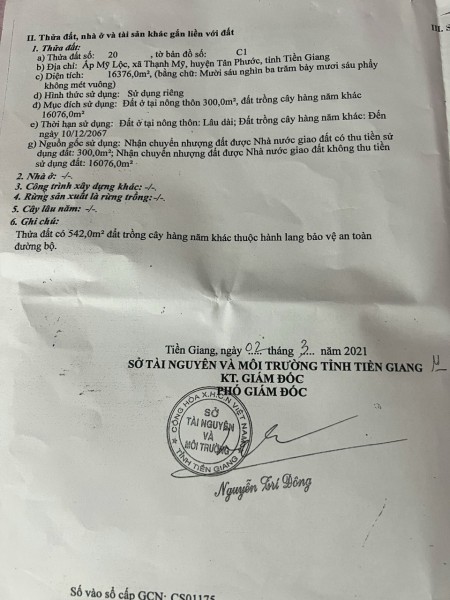 II. Thửa đất, nhà ở và tài sản khác gắn liền với đất
1. Thửa đất:
a) Thửa đất số: 20 , tờ bản đồ số: C1
b) Địa chỉ: Ấp Mỹ Lộc, xã Thạnh Mỹ, huyện Tân Phước, tỉnh Tiền Giang
c) Diện tích: 16376,0m², (bằng chữ: Mười sáu nghìn ba trăm bảy mươi sáu phẩy
không mét vuông)
d) Hình thức sử dụng: Sử dụng riêng
đ) Mục đích sử dụng: Đất ở tại nông thôn 300,0m², đất trồng cây hàng năm khác
16076,0m²
e) Thời hạn sử dụng: Đất ở tại nông thôn: Lâu dài; Đất trồng cây hàng năm khác: Đến
ngày 10/12/2067
g) Nguồn gốc sử dụng: Nhận chuyển nhượng đất được Nhà nước giao đất có thu tiền sử
dụng đất: 300,0m²; Nhận chuyển nhượng đất được Nhà nước giao đất không thu tiền
sử dụng đất: 16076,0m²
2. Nhà ở: -/-.
3. Công trình xây dựng khác: -/-.
4. Rừng sản xuất là rừng trồng: -/-.
5. Cây lâu năm: -/-.
6. Ghi chú:
Thửa đất có 542,0m² đất trồng cây hàng năm khác thuộc hành lang bảo vệ an toàn
đường bộ.
III.
Tiền Giang, ngày 02 tháng 3 năm 2021
SỞ TÀI NGUYÊN VÀ MÔI TRƯỜNG TỈNH TIỀN GIANG
KT. GIÁM ĐỐC
PHÓ GIÁM ĐỐC
CỘNG HÒA X.H.C.N VIỆT NAM
SỞ
TÀI NGUYÊN
VÀ
MÔI TRƯỜNG
TỈNH TIỀN GIANG
Nguyễn Trí Đông
Số vào sổ cấp GCN: CS01175